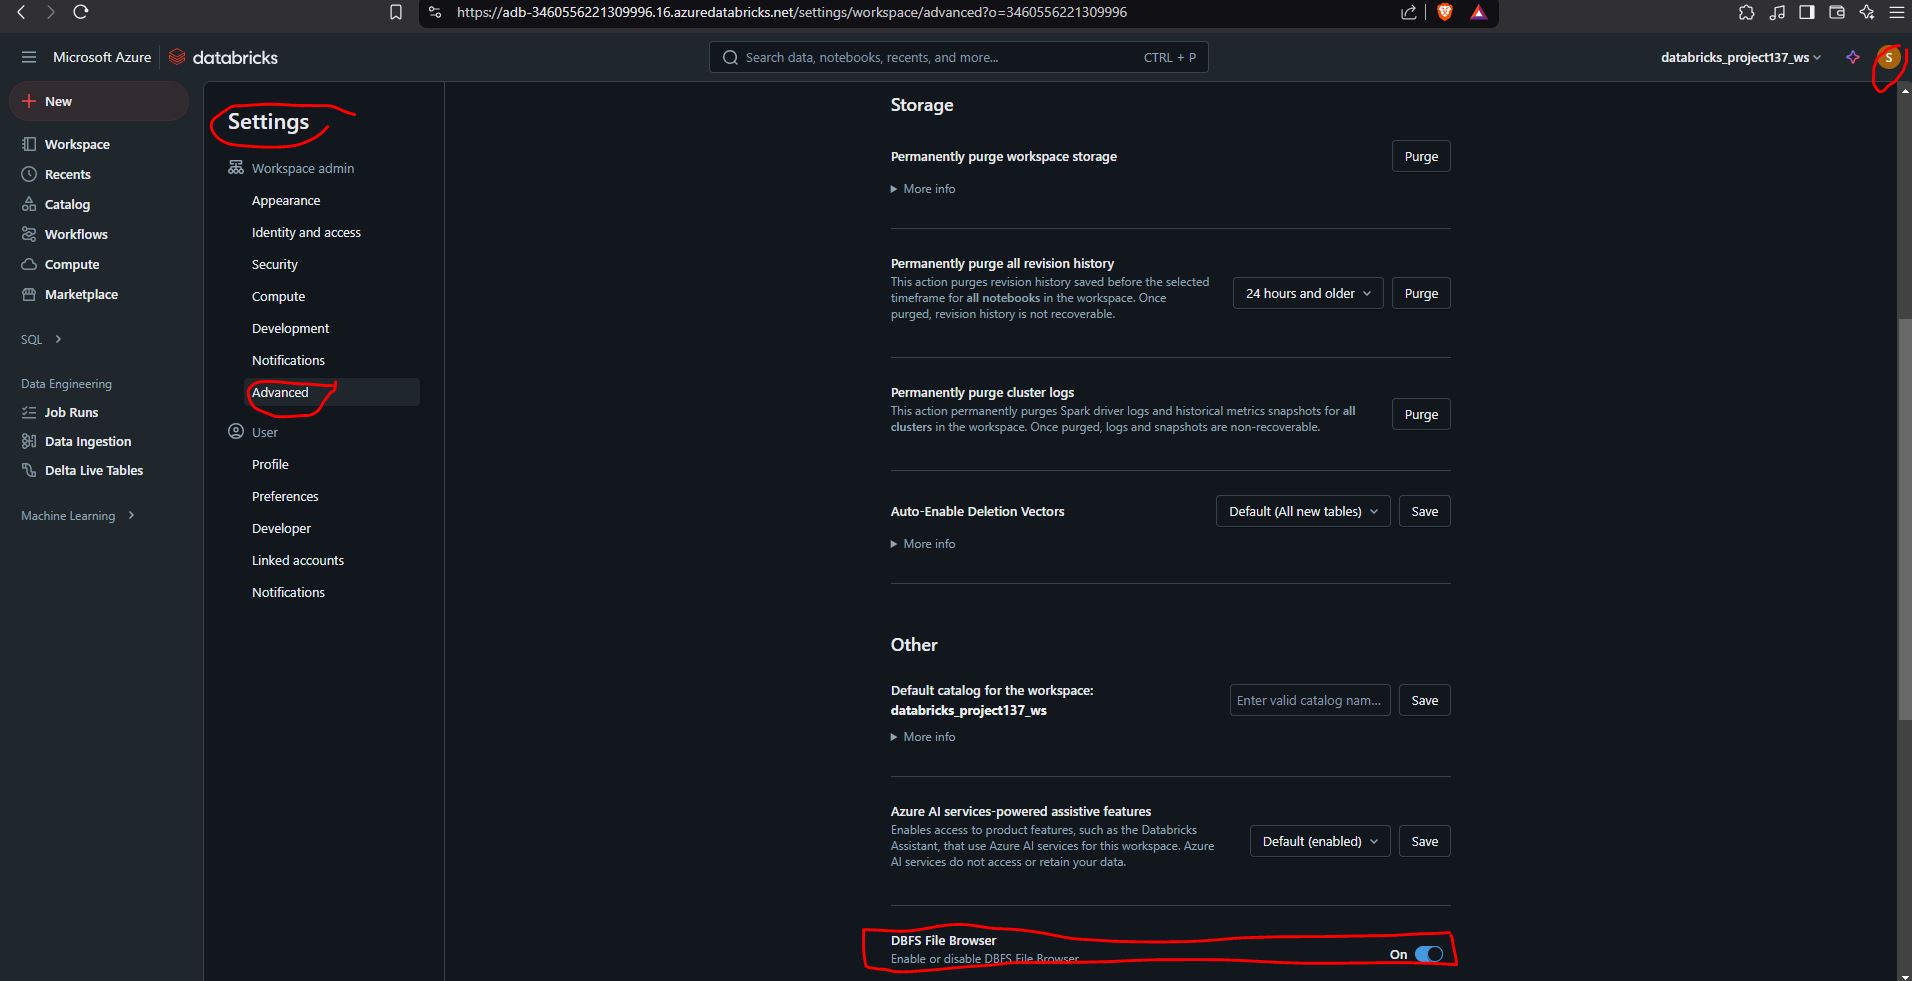 https://adb-3460556221309996.16.azuredatabricks.net/settings/workspace/advanced?o=3460556221309996
Microsoft Azure databricks
Search data, notebooks, recents, and more... CTRL + P
databricks_project137_ws S
New
Workspace
Recents
Catalog
Workflows
Compute
Marketplace
SQL
Data Engineering
Job Runs
Data Ingestion
Delta Live Tables
Machine Learning
Settings
Workspace admin
Appearance
Identity and access
Security
Compute
Development
Notifications
Advanced
User
Profile
Preferences
Developer
Linked accounts
Notifications
Storage
Permanently purge workspace storage Purge
More info
Permanently purge all revision history
This action purges revision history saved before the selected
timeframe for all notebooks in the workspace. Once
purged, revision history is not recoverable.
24 hours and older Purge
Permanently purge cluster logs
This action permanently purges Spark driver logs and historical metrics snapshots for all
clusters in the workspace. Once purged, logs and snapshots are non-recoverable.
Purge
Auto-Enable Deletion Vectors Default (All new tables) Save
More info
Other
Default catalog for the workspace:
databricks_project137_ws
Enter valid catalog nam... Save
More info
Azure AI services-powered assistive features
Enables access to product features, such as the Databricks
Assistant, that use Azure AI services for this workspace. Azure
AI services do not access or retain your data.
Default (enabled) Save
DBFS File Browser
Enable or disable DBFS File Browser
On